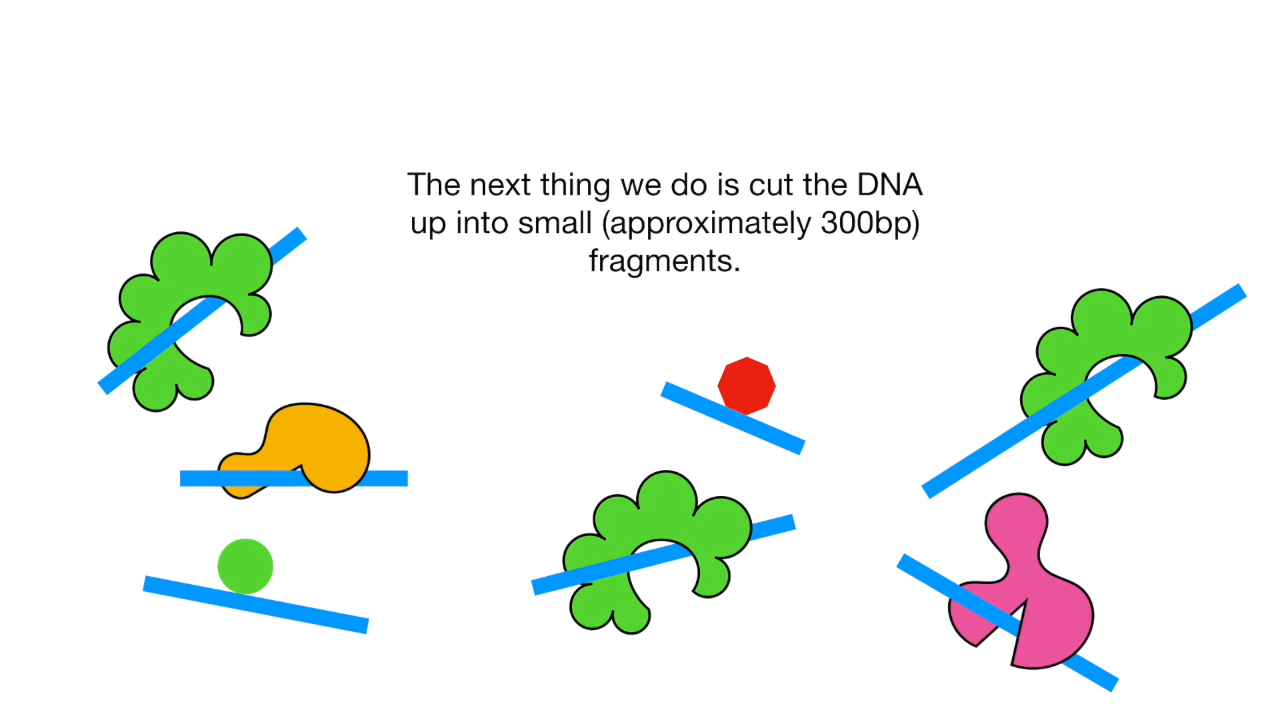 The next thing we do is cut the DNA
up into small (approximately 300bp)
fragments.